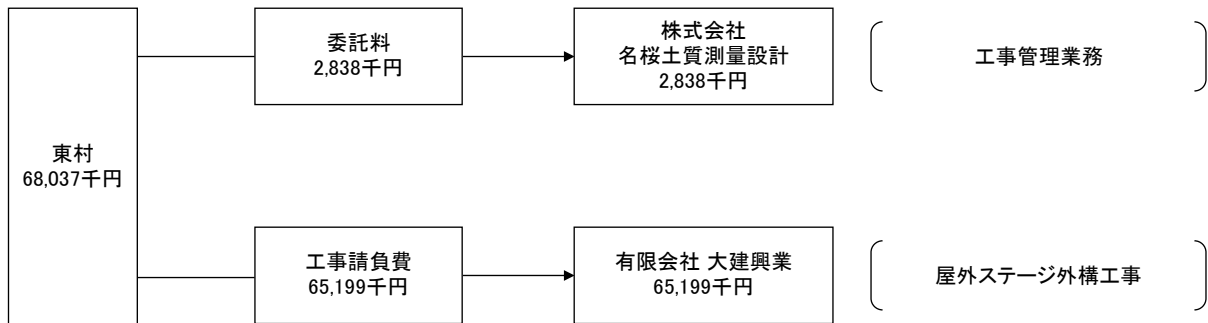 東村
68,037千円
委託料
2,838千円
株式会社
名桜土質測量設計
2,838千円
工事管理業務
工事請負費
65,199千円
有限会社 大建興業
65,199千円
屋外ステージ外構工事